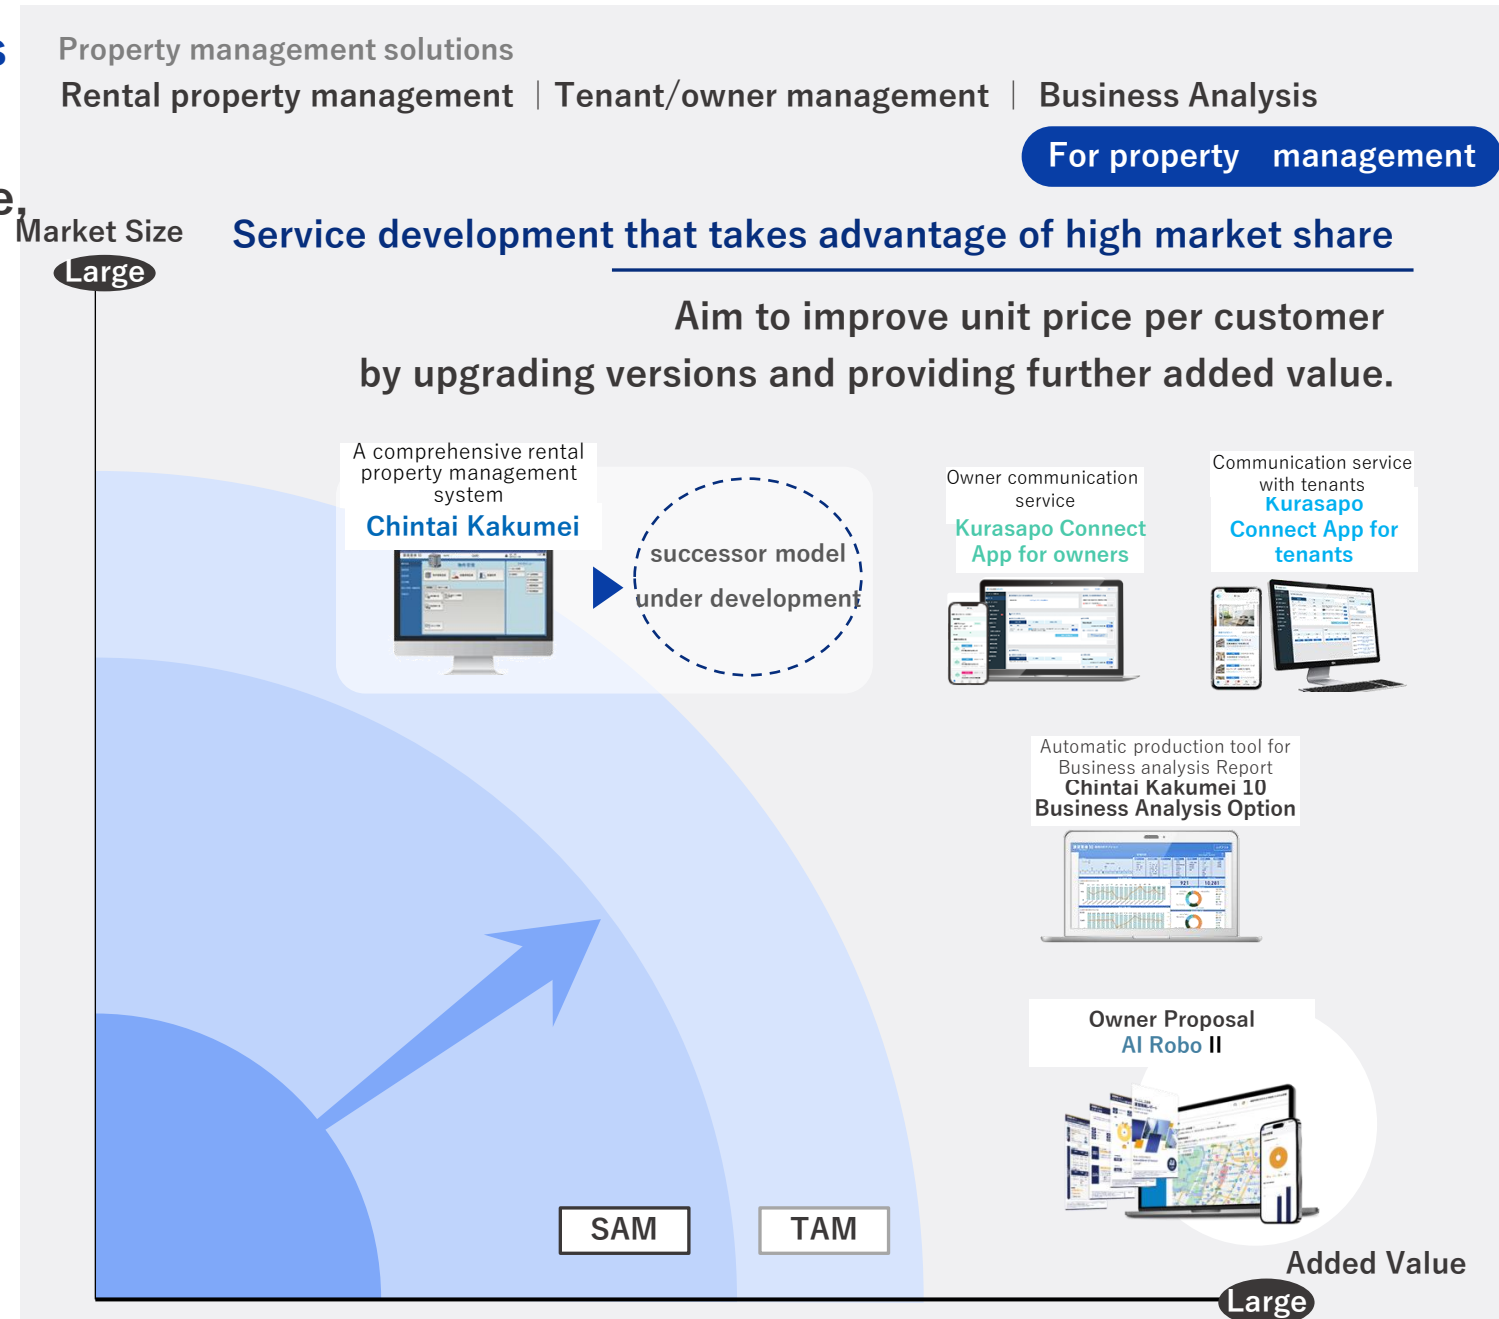 s
Property management solutions
Rental property management | Tenant/owner management | Business Analysis
For property management
e,
Market Size
Large
Service development that takes advantage of high market share
Aim to improve unit price per customer
by upgrading versions and providing further added value.
A comprehensive rental
property management
system
Chintai Kakumei
successor model
under development
Owner communication
service
Kurasapo Connect
App for owners
Communication service
with tenants
Kurasapo
Connect App for
tenants
Automatic production tool for
Business analysis Report
Chintai Kakumei 10
Business Analysis Option
921 10,281
Owner Proposal
AI Robo II
SAM
TAM
Added Value
Large